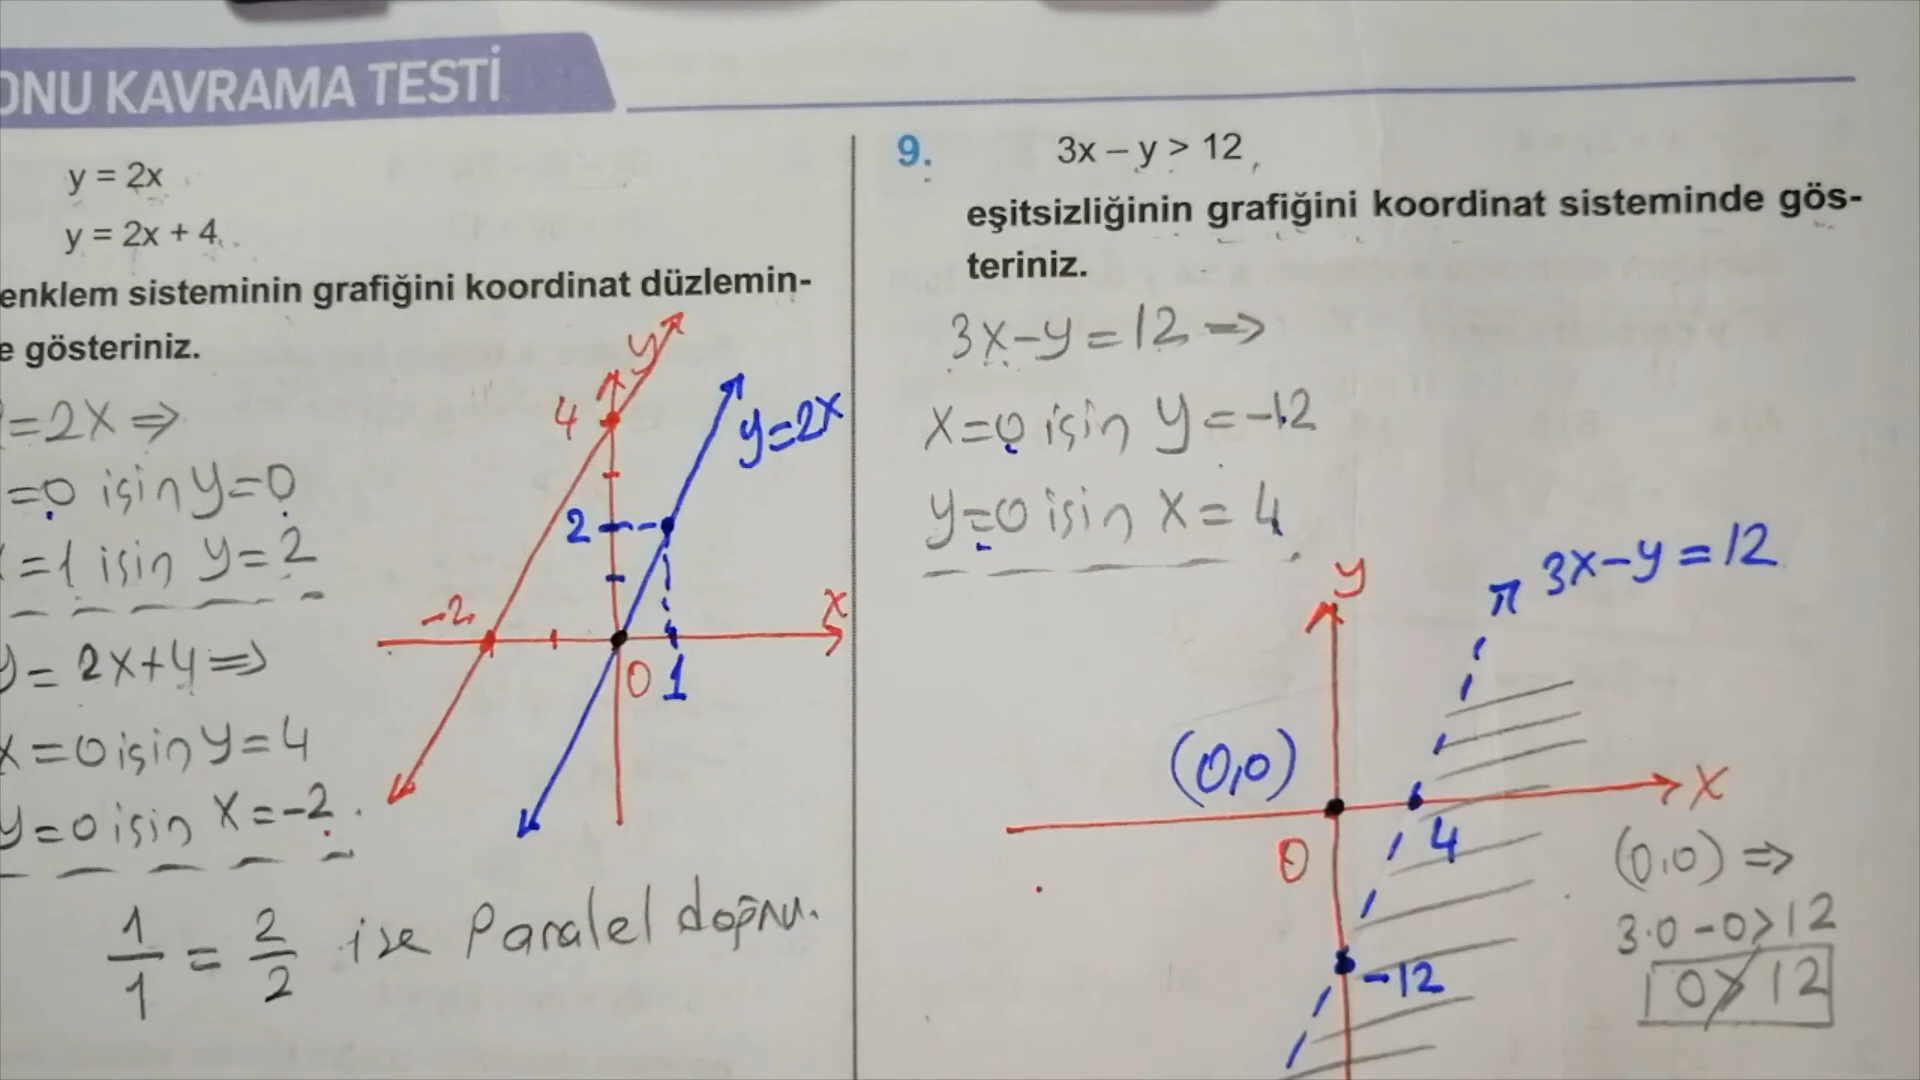 ONU KAVRAMA TESTİ
y = 2x
y = 2x + 4
enklem sisteminin grafiğini koordinat düzlemin-
e gösteriniz.
=2x ⇒
=0 için y=0
=1 için y=2
y=2x+4 ⇒
x=0 için y=4
y=0 için x=-2
y
4
y=2x
2
-2
x
0 1
1/1 = 2/2 ise Paralel doğru.
9. 3x – y > 12
eşitsizliğinin grafiğini koordinat sisteminde gös-
teriniz.
3x-y=12 ⇒
x=0 için y=-12
y=0 için x=4
y
3x-y=12
(0,0)
x
0
4
-12
(0,0) ⇒
3·0-0>12
0>12